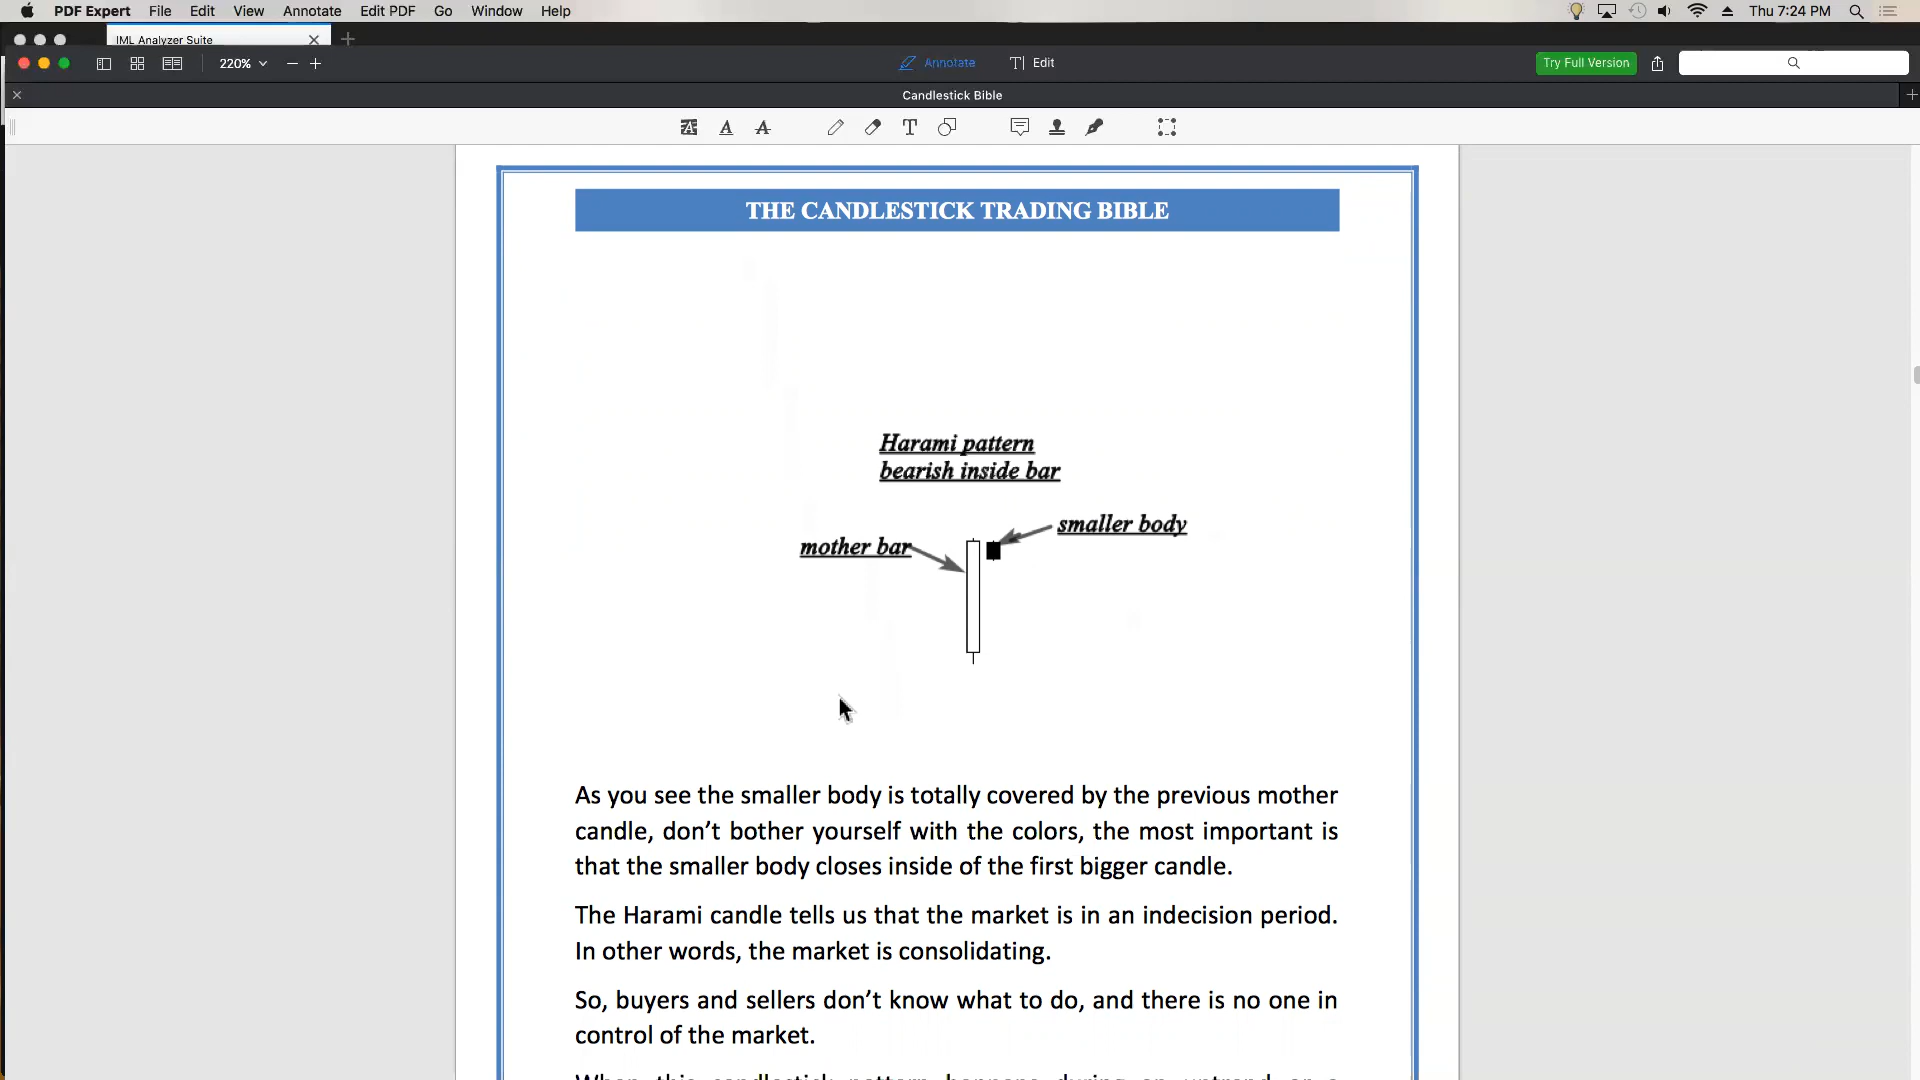 PDF Expert File Edit View Annotate Edit PDF Go Window Help Thu 7:24 PM
IML Analyzer Suite
220% Annotate Edit Try Full Version
Candlestick Bible
THE CANDLESTICK TRADING BIBLE
Harami pattern
bearish inside bar
smaller body
mother bar
As you see the smaller body is totally covered by the previous mother
candle, don’t bother yourself with the colors, the most important is
that the smaller body closes inside of the first bigger candle.
The Harami candle tells us that the market is in an indecision period.
In other words, the market is consolidating.
So, buyers and sellers don’t know what to do, and there is no one in
control of the market.